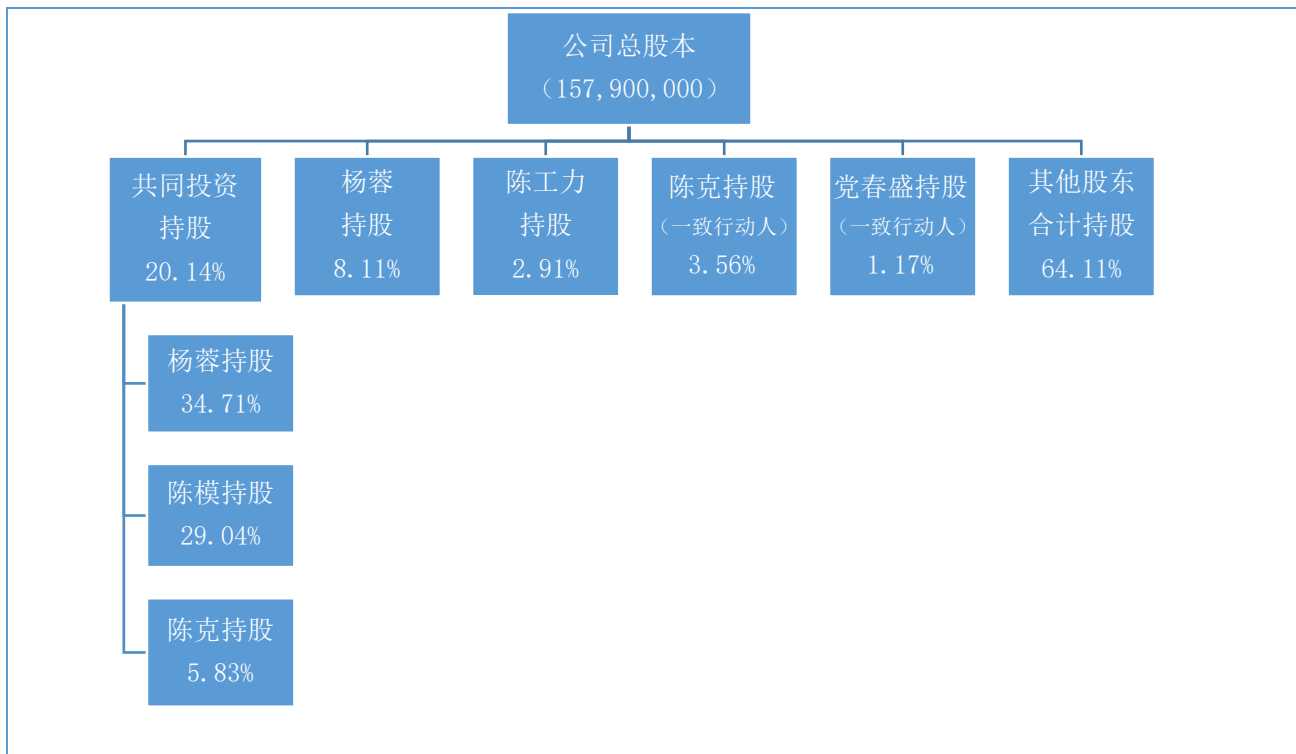 公司总股本
（157,900,000）
共同投资
持股
20.14%
杨蓉
持股
8.11%
陈工力
持股
2.91%
陈克持股
（一致行动人）
3.56%
党春盛持股
（一致行动人）
1.17%
其他股东
合计持股
64.11%
杨蓉持股
34.71%
陈模持股
29.04%
陈克持股
5.83%